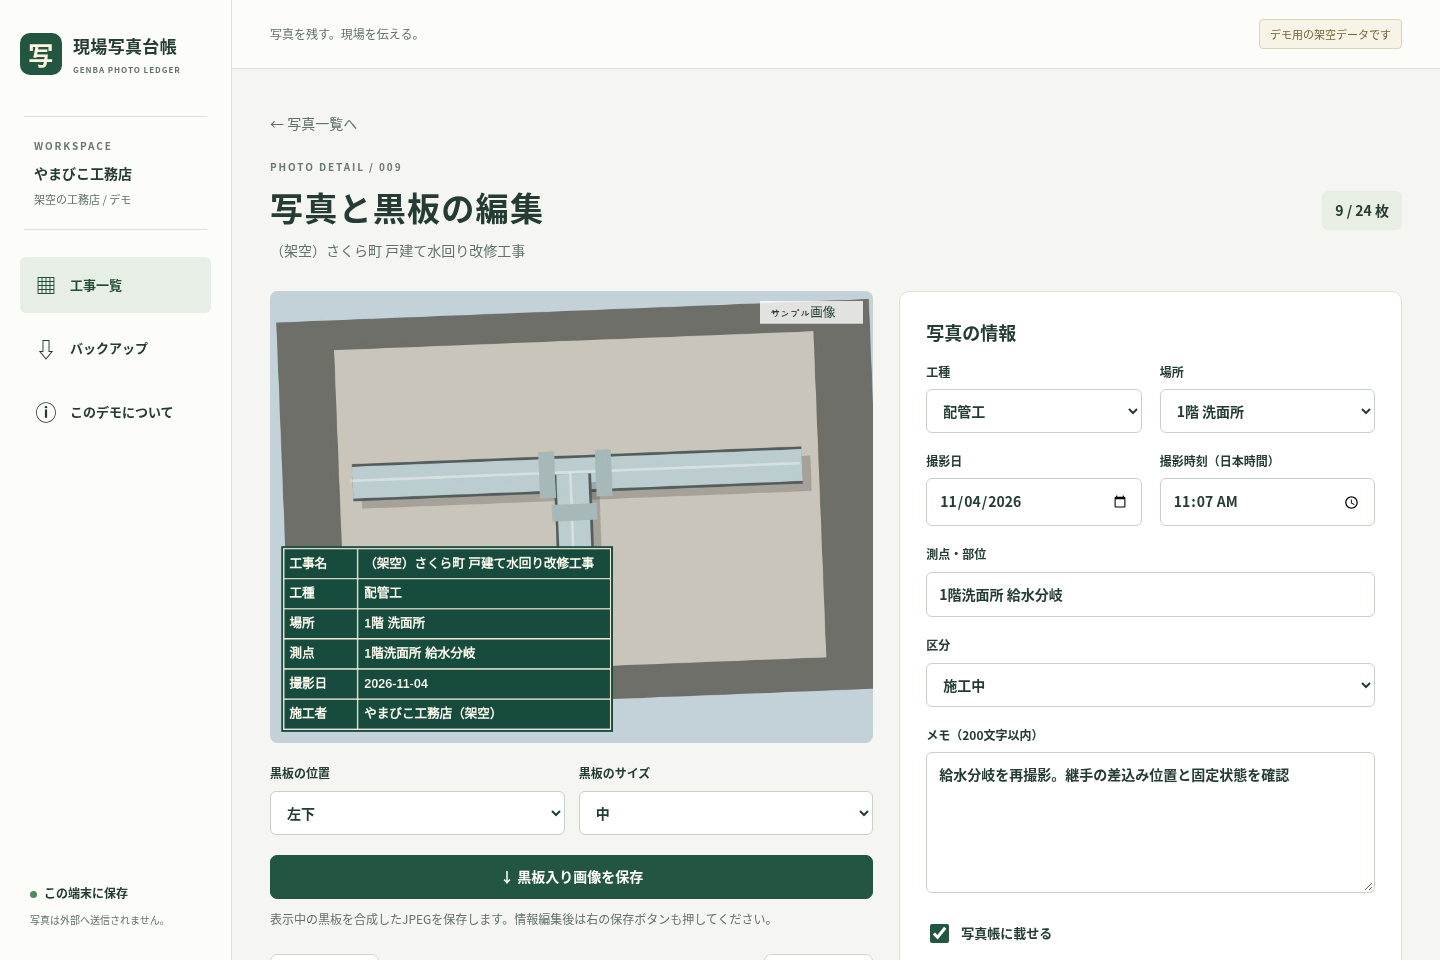 写
現場写真台帳
GENBA PHOTO LEDGER
WORKSPACE
やまびこ工務店
架空の工務店 / デモ
工事一覧
バックアップ
このデモについて
この端末に保存
写真は外部へ送信されません。
写真を残す。現場を伝える。
デモ用の架空データです
← 写真一覧へ
PHOTO DETAIL / 009
写真と黒板の編集
（架空）さくら町 戸建て水回り改修工事
9 / 24 枚
サンプル画像
工事名 （架空）さくら町 戸建て水回り改修工事
工種 配管工
場所 1階 洗面所
測点 1階洗面所 給水分岐
撮影日 2026-11-04
施工者 やまびこ工務店（架空）
黒板の位置 黒板のサイズ
左下 中
↓ 黒板入り画像を保存
表示中の黒板を合成したJPEGを保存します。情報編集後は右の保存ボタンも押してください。
写真の情報
工種 場所
配管工 1階 洗面所
撮影日 撮影時刻（日本時間）
11/04/2026 11:07 AM
測点・部位
1階洗面所 給水分岐
区分
施工中
メモ（200文字以内）
給水分岐を再撮影。継手の差込み位置と固定状態を確認
写真帳に載せる